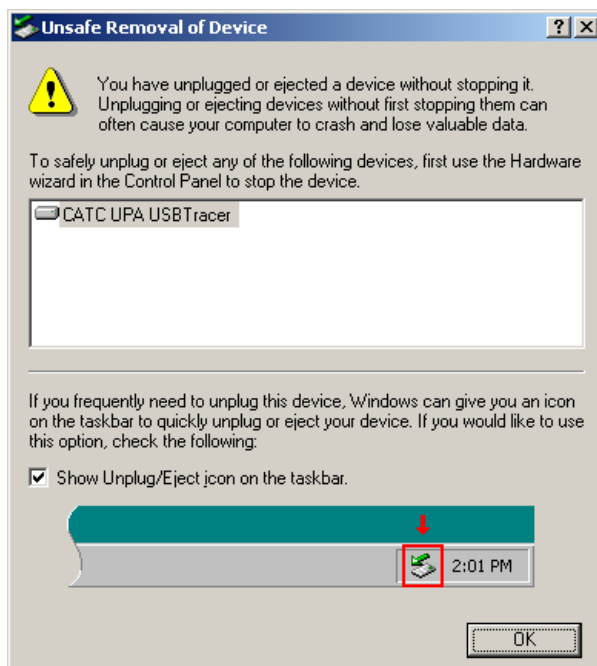 Unsafe Removal of Device
You have unplugged or ejected a device without stopping it.
Unplugging or ejecting devices without first stopping them can
often cause your computer to crash and lose valuable data.
To safely unplug or eject any of the following devices, first use the Hardware
wizard in the Control Panel to stop the device.
CATC UPA USBTracer
If you frequently need to unplug this device, Windows can give you an icon
on the taskbar to quickly unplug or eject your device. If you would like to use
this option, check the following:
Show Unplug/Eject icon on the taskbar.
2:01 PM
OK